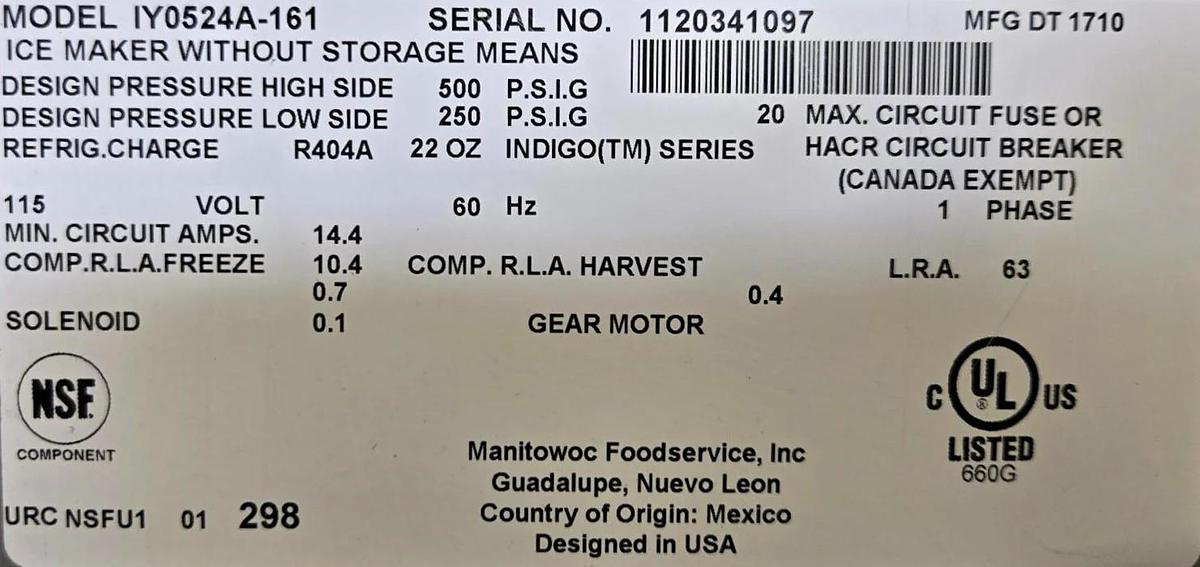 MODEL IY0524A-161 SERIAL NO. 1120341097 MFG DT 1710
ICE MAKER WITHOUT STORAGE MEANS
DESIGN PRESSURE HIGH SIDE 500 P.S.I.G
DESIGN PRESSURE LOW SIDE 250 P.S.I.G 20 MAX. CIRCUIT FUSE OR
REFRIG.CHARGE R404A 22 OZ INDIGO(TM) SERIES HACR CIRCUIT BREAKER
(CANADA EXEMPT)
115 VOLT 60 Hz 1 PHASE
MIN. CIRCUIT AMPS. 14.4
COMP.R.L.A.FREEZE 10.4 COMP. R.L.A. HARVEST L.R.A. 63
0.7 0.4
SOLENOID 0.1 GEAR MOTOR
NSF.
COMPONENT
C UL® US
LISTED
660G
Manitowoc Foodservice, Inc
Guadalupe, Nuevo Leon
Country of Origin: Mexico
Designed in USA
URC NSFU1 01 298